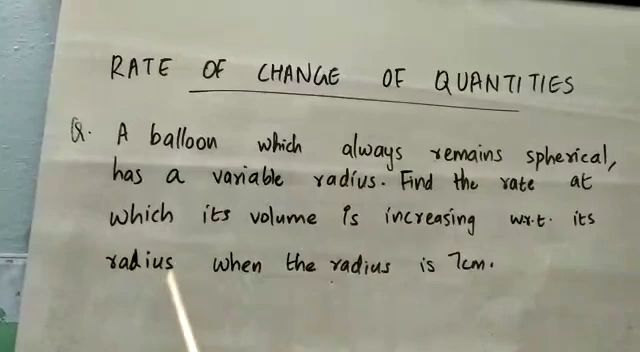 RATE OF CHANGE OF QUANTITIES
Q. A balloon which always remains spherical,
has a variable radius. Find the rate at
which its volume is increasing w.r.t. its
radius when the radius is 7cm.